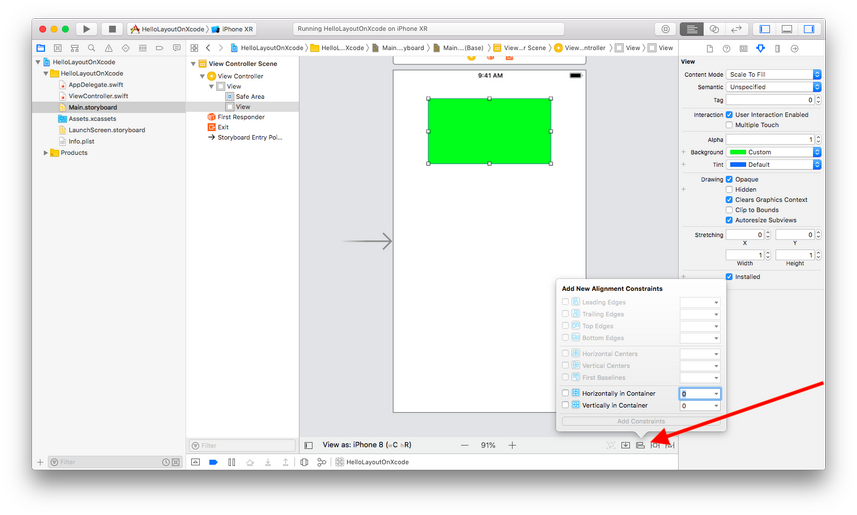 HelloLayoutOnXcode iPhone XR
Running HelloLayoutOnXcode on iPhone XR
HelloLayoutOnXcode HelloL...Xcode Main....yboard Main....(Base) View...r Scene View...ntroller View View
HelloLayoutOnXcode
HelloLayoutOnXcode
AppDelegate.swift
ViewController.swift
Main.storyboard
Assets.xcassets
LaunchScreen.storyboard
Info.plist
Products
View Controller Scene
View Controller
View
Safe Area
View
First Responder
Exit
Storyboard Entry Poi...
9:41 AM
View
Content Mode Scale To Fill
Semantic Unspecified
Tag 0
Interaction User Interaction Enabled
Multiple Touch
Alpha 1
Background Custom
Tint Default
Drawing Opaque
Hidden
Clears Graphics Context
Clip to Bounds
Autoresize Subviews
Stretching 0 0
X Y
1 1
Width Height
Installed
Add New Alignment Constraints
Leading Edges
Trailing Edges
Top Edges
Bottom Edges
Horizontal Centers
Vertical Centers
First Baselines
Horizontally in Container 0
Vertically in Container 0
Add Constraints
Filter
View as: iPhone 8 (wC hR)
91%
Filter
HelloLayoutOnXcode